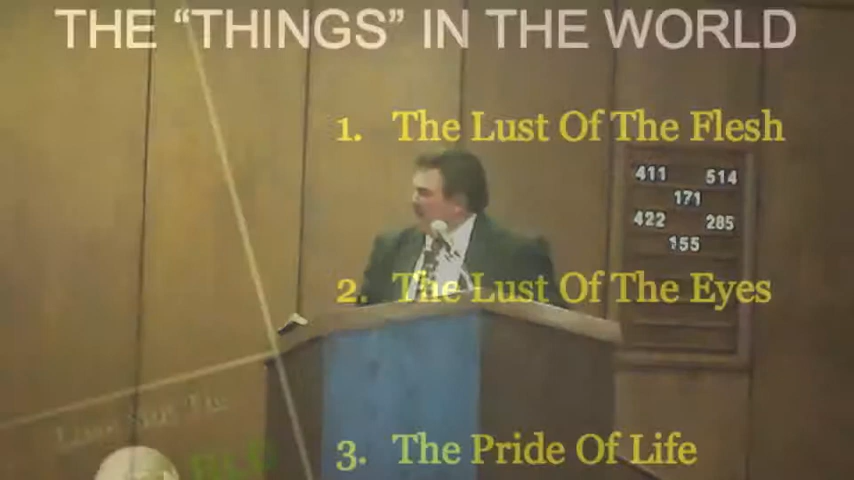 THE “THINGS” IN THE WORLD
1. The Lust Of The Flesh
411 514
171
422 285
155
2. The Lust Of The Eyes
3. The Pride Of Life